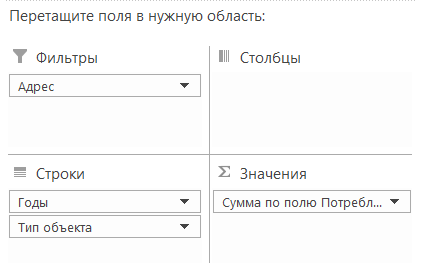 Перетащите поля в нужную область:
Фильтры
Столбцы
Адрес
Строки
Значения
Годы
Сумма по полю Потребл...
Тип объекта